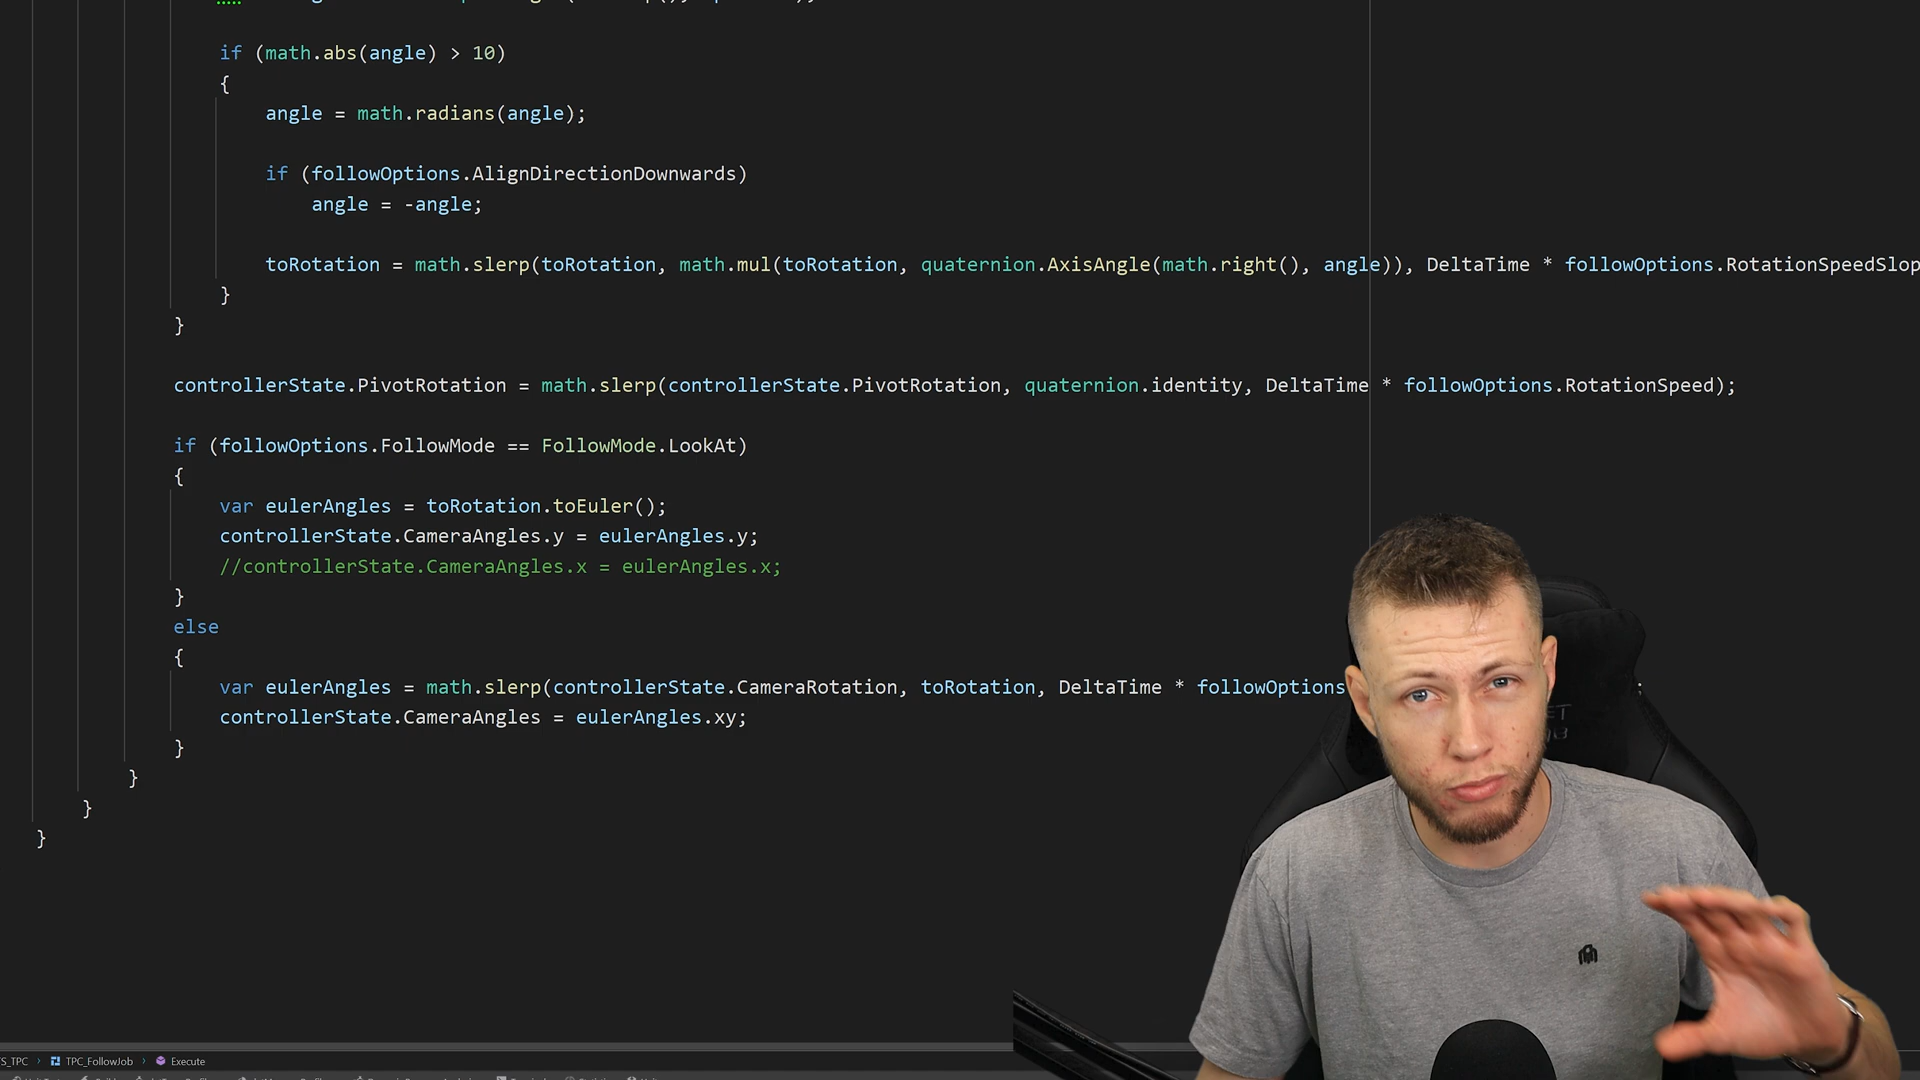 if (math.abs(angle) > 10)
{
angle = math.radians(angle);
if (followOptions.AlignDirectionDownwards)
angle = -angle;
toRotation = math.slerp(toRotation, math.mul(toRotation, quaternion.AxisAngle(math.right(), angle)), DeltaTime * followOptions.RotationSpeedSlop
}
}
controllerState.PivotRotation = math.slerp(controllerState.PivotRotation, quaternion.identity, DeltaTime * followOptions.RotationSpeed);
if (followOptions.FollowMode == FollowMode.LookAt)
{
var eulerAngles = toRotation.toEuler();
controllerState.CameraAngles.y = eulerAngles.y;
//controllerState.CameraAngles.x = eulerAngles.x;
}
else
{
var eulerAngles = math.slerp(controllerState.CameraRotation, toRotation, DeltaTime * followOptions ;
controllerState.CameraAngles = eulerAngles.xy;
}
}
}
}
S_TPC › TPC_FollowJob › Execute